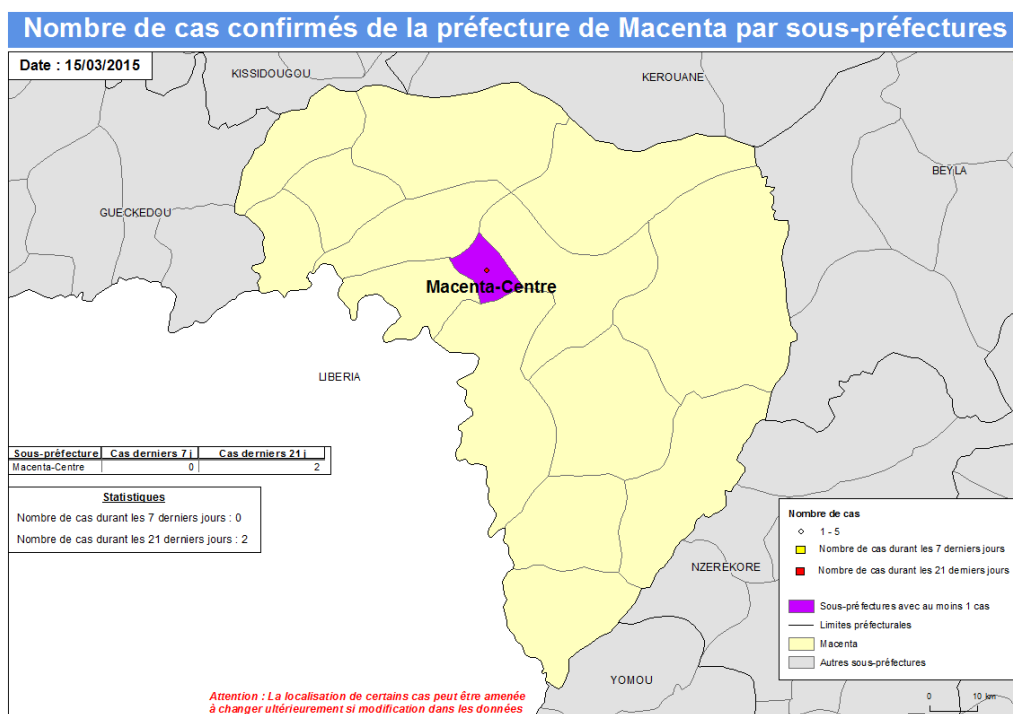 Nombre de cas confirmés de la préfecture de Macenta par sous-préfectures
Date : 15/03/2015
KISSIDOUGOU
KEROUANE
BEYLA
GUECKEDOU
Macenta-Centre
LIBERIA
Sous-préfecture Cas derniers 7 j Cas derniers 21 j
Macenta-Centre 0 2
Statistiques
Nombre de cas durant les 7 derniers jours : 0
Nombre de cas durant les 21 derniers jours : 2
Nombre de cas
1 - 5
Nombre de cas durant les 7 derniers jours
Nombre de cas durant les 21 derniers jours
Sous-préfectures avec au moins 1 cas
Limites préfecturales
Macenta
Autres sous-préfectures
NZEREKORE
YOMOU
0 10 km
Attention : La localisation de certains cas peut être amenée
à changer ultérieurement si modification dans les données